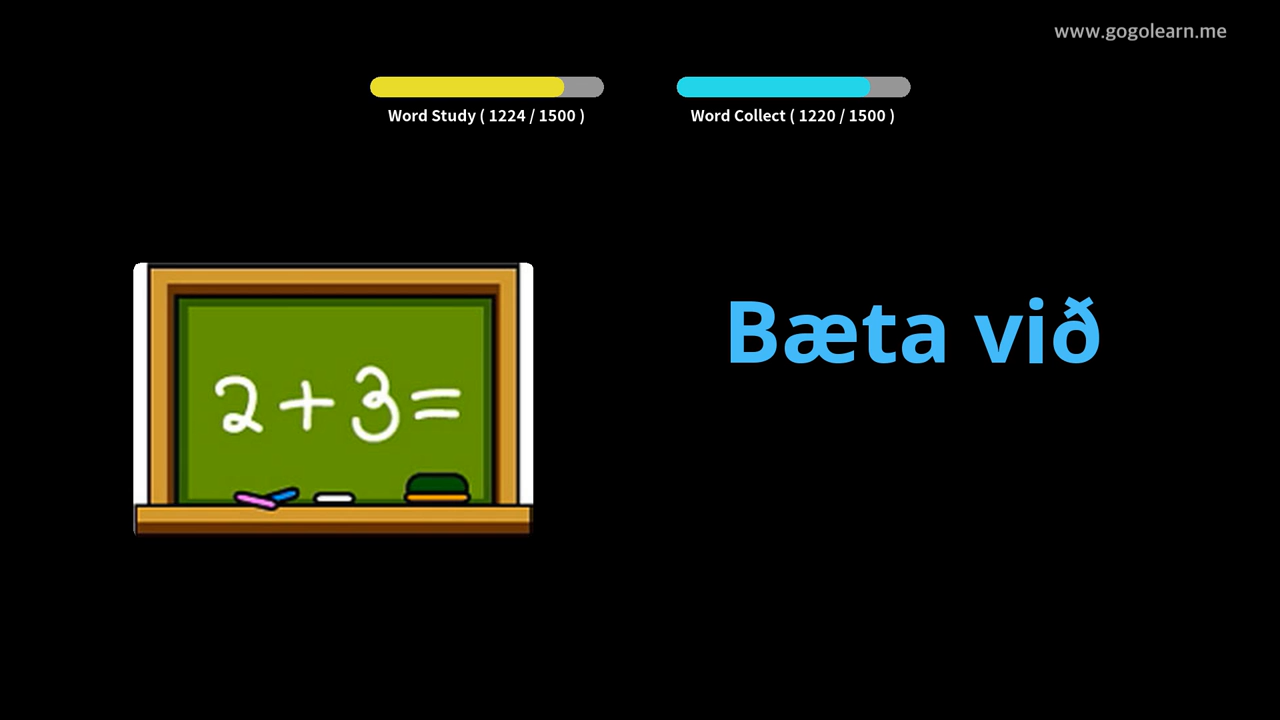 www.gogolearn.me
Word Study ( 1224 / 1500 )
Word Collect ( 1220 / 1500 )
Bæta við
2 + 3 =